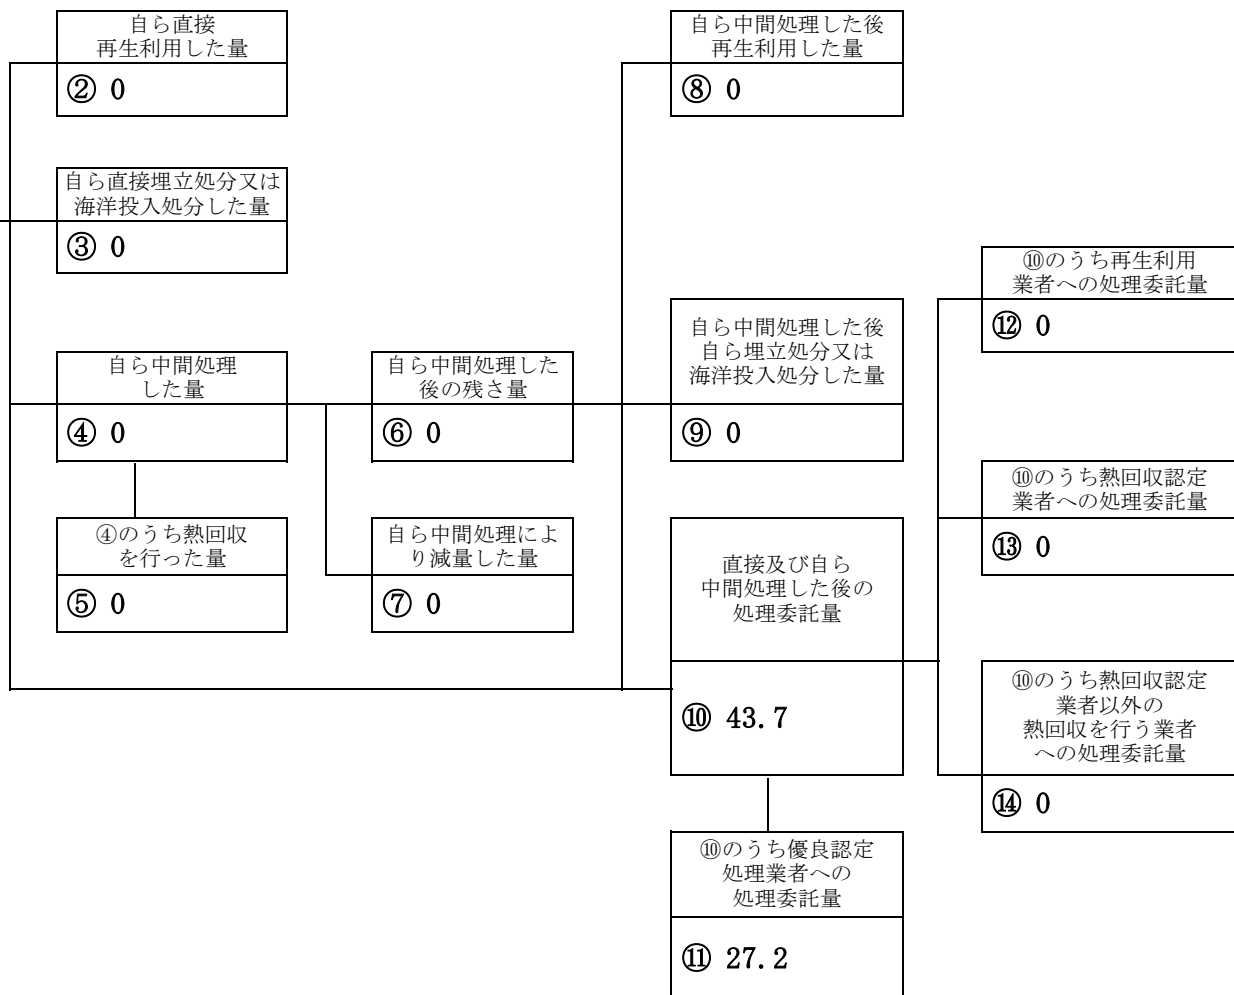 自ら直接
再生利用した量
② 0
自ら直接埋立処分又は
海洋投入処分した量
③ 0
自ら中間処理
した量
④ 0
④のうち熱回収
を行った量
⑤ 0
自ら中間処理した
後の残さ量
⑥ 0
自ら中間処理によ
り減量した量
⑦ 0
自ら中間処理した後
再生利用した量
⑧ 0
自ら中間処理した後
自ら埋立処分又は
海洋投入処分した量
⑨ 0
直接及び自ら
中間処理した後の
処理委託量
⑩ 43.7
⑩のうち優良認定
処理業者への
処理委託量
⑪ 27.2
⑩のうち再生利用
業者への処理委託量
⑫ 0
⑩のうち熱回収認定
業者への処理委託量
⑬ 0
⑩のうち熱回収認定
業者以外の
熱回収を行う業者
への処理委託量
⑭ 0